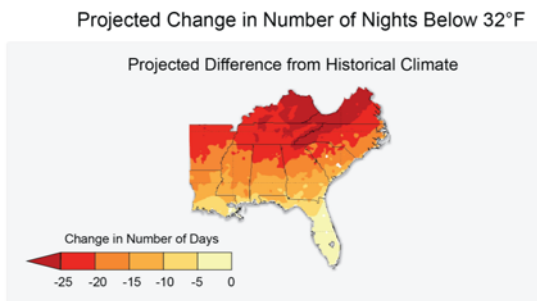 Projected Change in Number of Nights Below 32°F
Projected Difference from Historical Climate
Change in Number of Days
-25 -20 -15 -10 -5 0